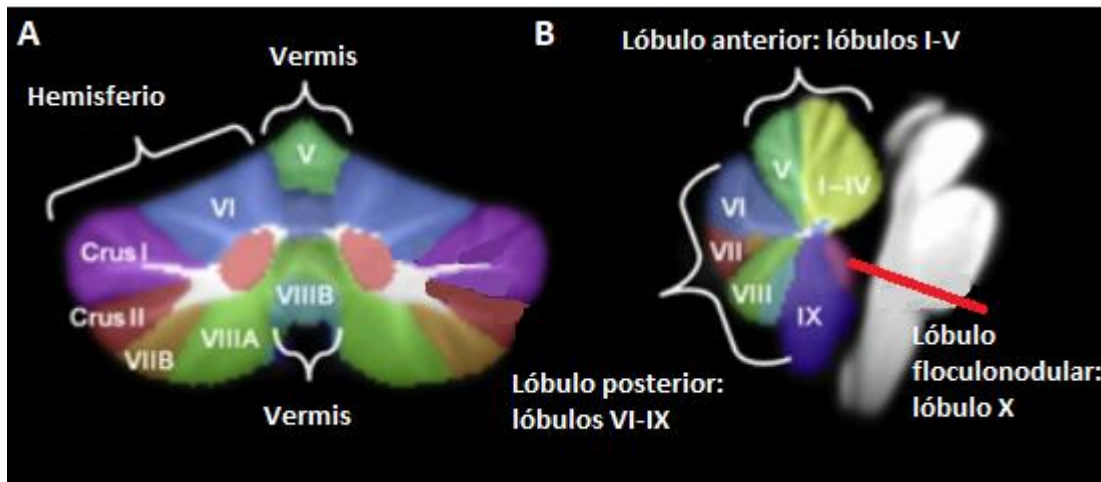 A
Vermis
Hemisferio
V
VI
Crus I
Crus II
VIIB
VIIIA
VIIIB
Vermis
B
Lóbulo anterior: lóbulos I-V
V
I–IV
VI
VII
VIII
IX
Lóbulo posterior:
lóbulos VI-IX
Lóbulo
floculonodular:
lóbulo X